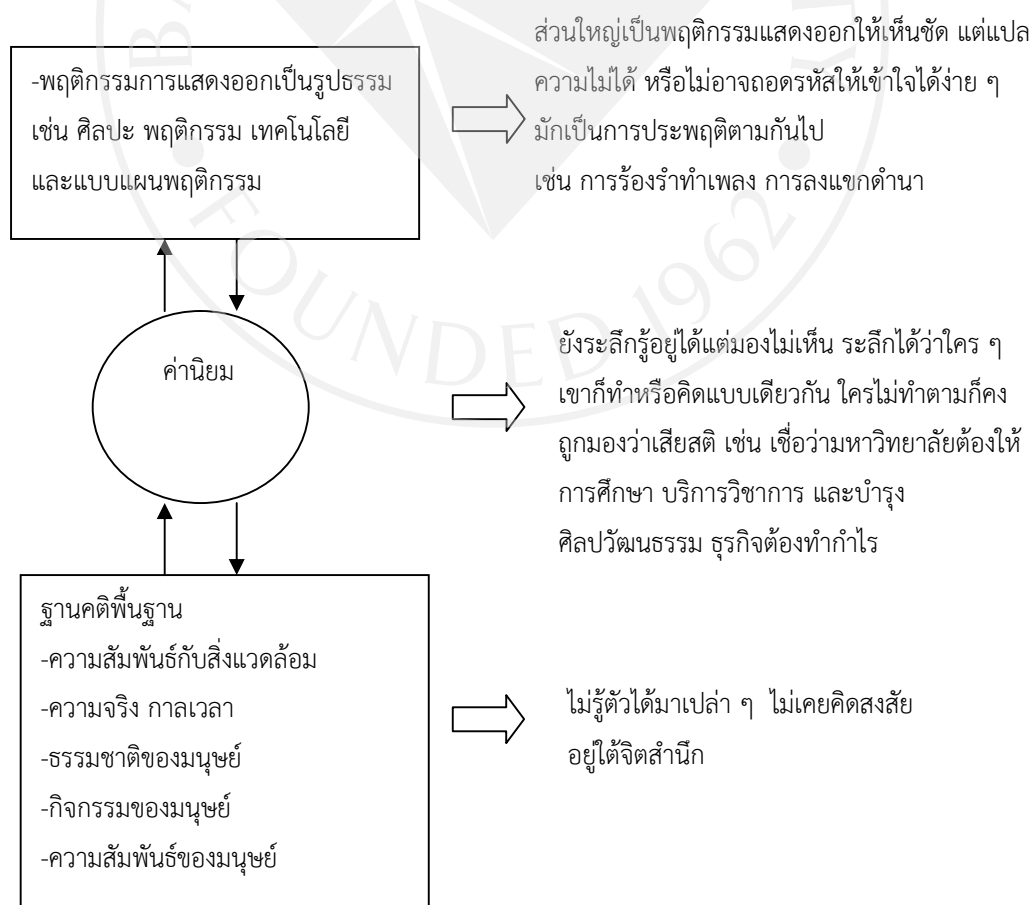 ส่วนใหญ่เป็นพฤติกรรมแสดงออกให้เห็นชัด แต่แปล
ความไม่ได้ หรือไม่อาจถอดรหัสให้เข้าใจได้ง่าย ๆ
มักเป็นการประพฤติตามกันไป
เช่น การร้องรำทำเพลง การลงแขกดำนา
-พฤติกรรมการแสดงออกเป็นรูปธรรม
เช่น ศิลปะ พฤติกรรม เทคโนโลยี
และแบบแผนพฤติกรรม
FOUNDED 1962
ค่านิยม
ยังระลึกรู้อยู่ได้แต่มองไม่เห็น ระลึกได้ว่าใคร ๆ
เขาก็ทำหรือคิดแบบเดียวกัน ใครไม่ทำตามก็คง
ถูกมองว่าเสียสติ เช่น เชื่อว่ามหาวิทยาลัยต้องให้
การศึกษา บริการวิชาการ และบำรุง
ศิลปวัฒนธรรม ธุรกิจต้องทำกำไร
ฐานคติพื้นฐาน
-ความสัมพันธ์กับสิ่งแวดล้อม
-ความจริง กาลเวลา
-ธรรมชาติของมนุษย์
-กิจกรรมของมนุษย์
-ความสัมพันธ์ของมนุษย์
ไม่รู้ตัวได้มาเปล่า ๆ ไม่เคยคิดสงสัย
อยู่ใต้จิตสำนึก